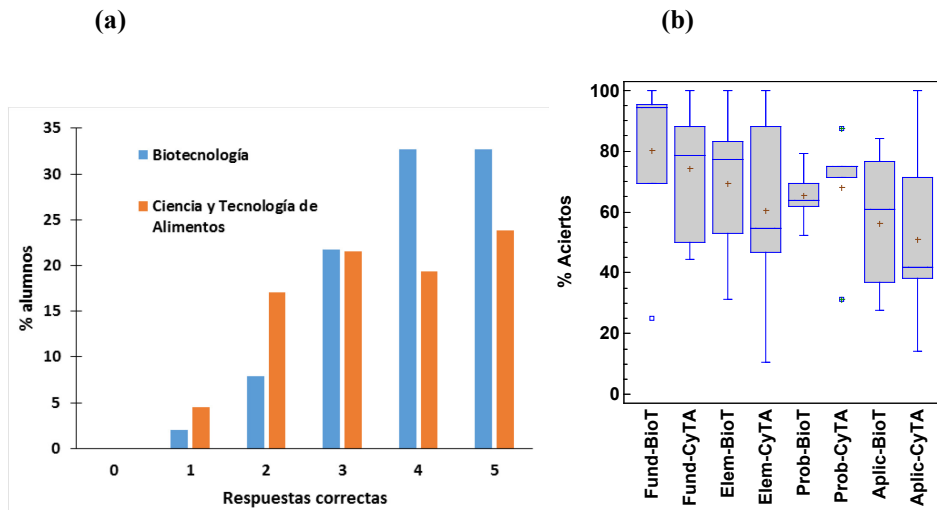 (a)
(b)
35
30
25
20
15
10
5
0
% alumnos
Biotecnología
Ciencia y Tecnología de
Alimentos
0 1 2 3 4 5
Respuestas correctas
100
80
60
40
20
0
% Aciertos
Fund-BioT
Fund-CyTA
Elem-BioT
Elem-CyTA
Prob-BioT
Prob-CyTA
Aplic-BioT
Aplic-CyTA